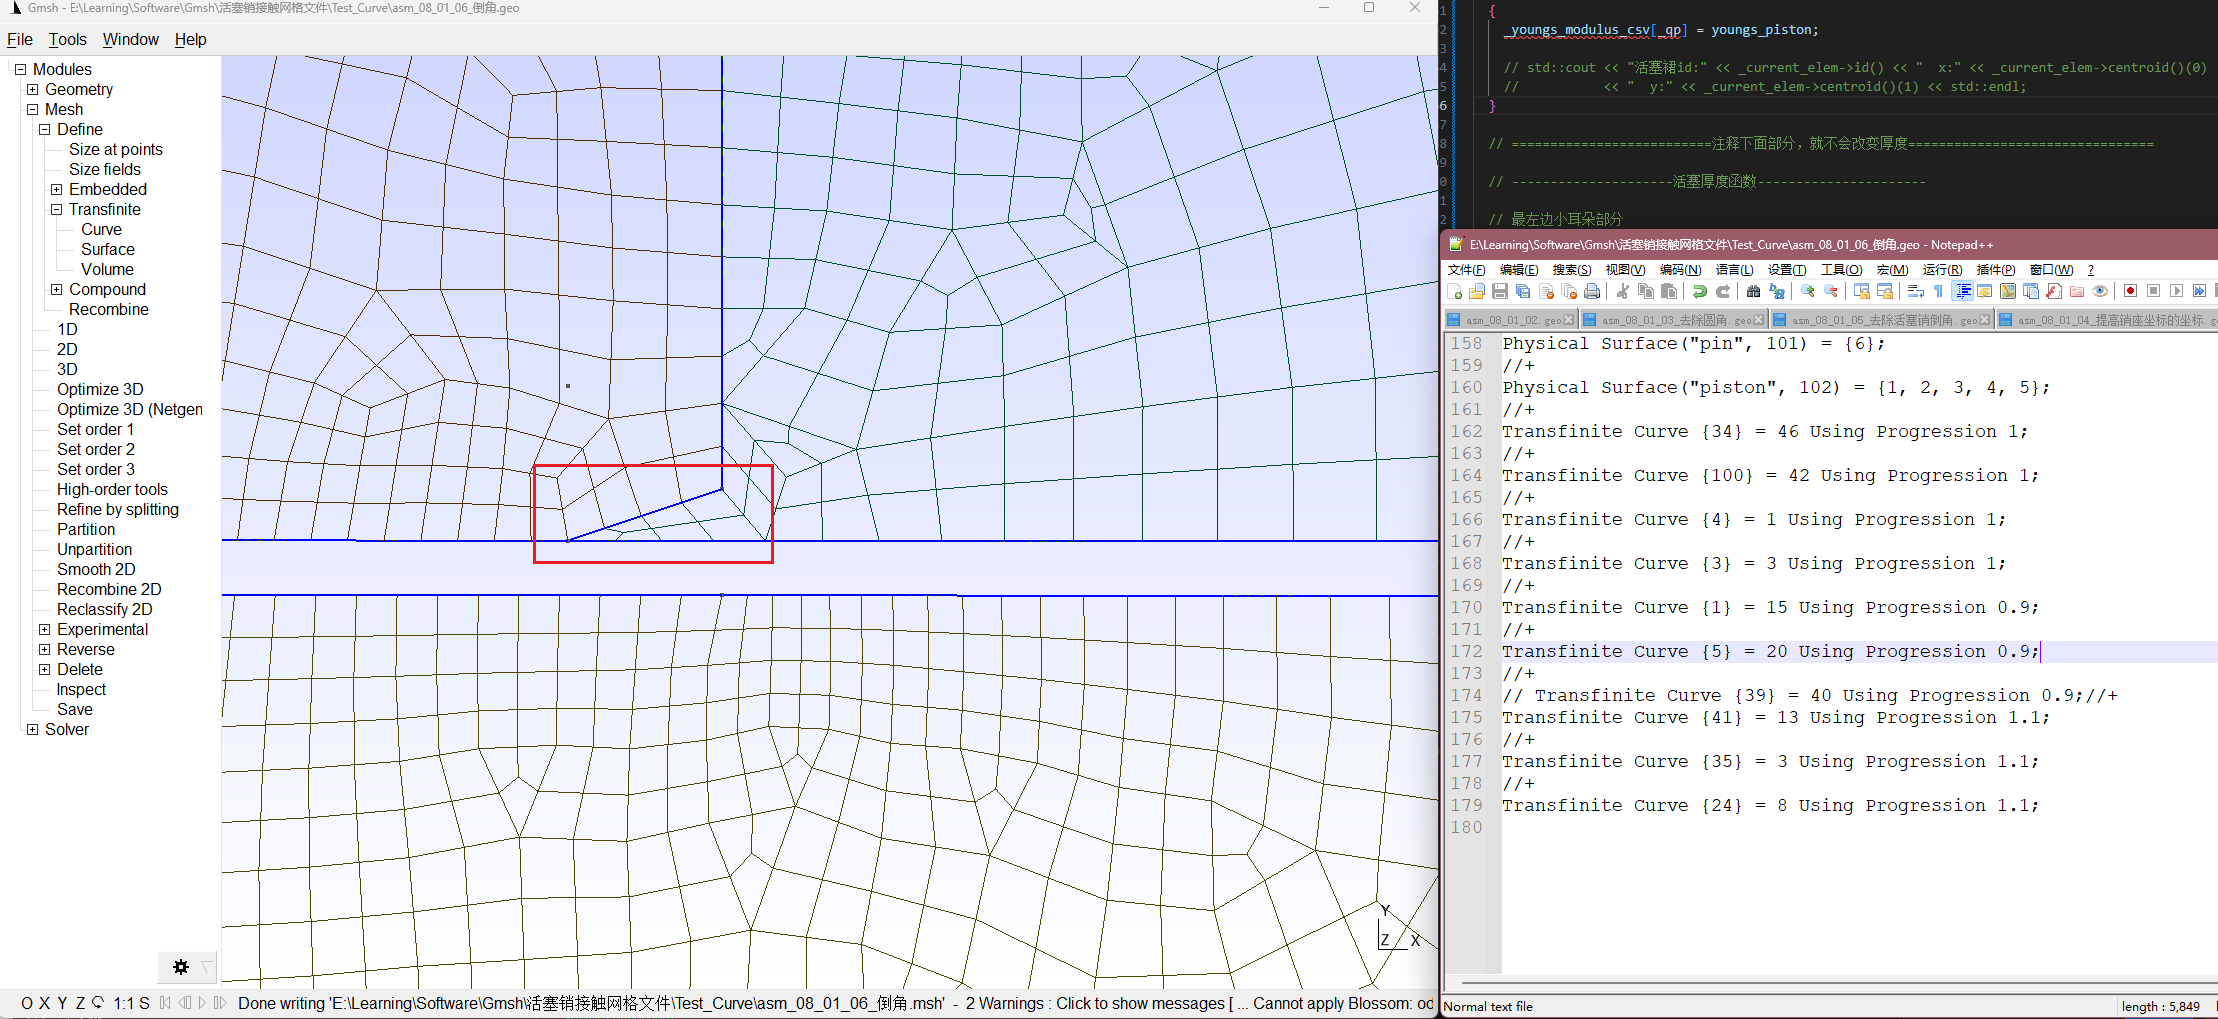 Gmsh - E:\Learning\Software\Gmsh\活塞销接触网格文件\Test_Curve\asm_08_01_06_倒角.geo
File Tools Window Help
Modules
Geometry
Mesh
Define
Size at points
Size fields
Embedded
Transfinite
Curve
Surface
Volume
Compound
Recombine
1D
2D
3D
Optimize 3D
Optimize 3D (Netgen
Set order 1
Set order 2
Set order 3
High-order tools
Refine by splitting
Partition
Unpartition
Smooth 2D
Recombine 2D
Reclassify 2D
Experimental
Reverse
Delete
Inspect
Save
Solver
Y
Z X
O X Y Z 1:1 S Done writing 'E:\Learning\Software\Gmsh\活塞销接触网格文件\Test_Curve\asm_08_01_06_倒角.msh' - 2 Warnings : Click to show messages [ ... Cannot apply Blossom: od
1 {
2 _youngs_modulus_csv[_qp] = youngs_piston;
3
4 // std::cout << "活塞裙id:" << _current_elem->id() << " x:" << _current_elem->centroid()(0)
5 // << " y:" << _current_elem->centroid()(1) << std::endl;
6 }
7
8 // ==========================注释下面部分，就不会改变厚度================================
9
0 // ---------------------活塞厚度函数----------------------
1
2 // 最左边小耳朵部分
E:\Learning\Software\Gmsh\活塞销接触网格文件\Test_Curve\asm_08_01_06_倒角.geo - Notepad++
文件(F) 编辑(E) 搜索(S) 视图(V) 编码(N) 语言(L) 设置(T) 工具(O) 宏(M) 运行(R) 插件(P) 窗口(W) ?
asm_08_01_02.geo asm_08_01_03_去除圆角.geo asm_08_01_05_去除活塞销倒角.geo asm_08_01_04_提高销座坐标的坐标.ge
158 Physical Surface("pin", 101) = {6};
159 //+
160 Physical Surface("piston", 102) = {1, 2, 3, 4, 5};
161 //+
162 Transfinite Curve {34} = 46 Using Progression 1;
163 //+
164 Transfinite Curve {100} = 42 Using Progression 1;
165 //+
166 Transfinite Curve {4} = 1 Using Progression 1;
167 //+
168 Transfinite Curve {3} = 3 Using Progression 1;
169 //+
170 Transfinite Curve {1} = 15 Using Progression 0.9;
171 //+
172 Transfinite Curve {5} = 20 Using Progression 0.9;
173 //+
174 // Transfinite Curve {39} = 40 Using Progression 0.9;//+
175 Transfinite Curve {41} = 13 Using Progression 1.1;
176 //+
177 Transfinite Curve {35} = 3 Using Progression 1.1;
178 //+
179 Transfinite Curve {24} = 8 Using Progression 1.1;
180
Normal text file length : 5,849